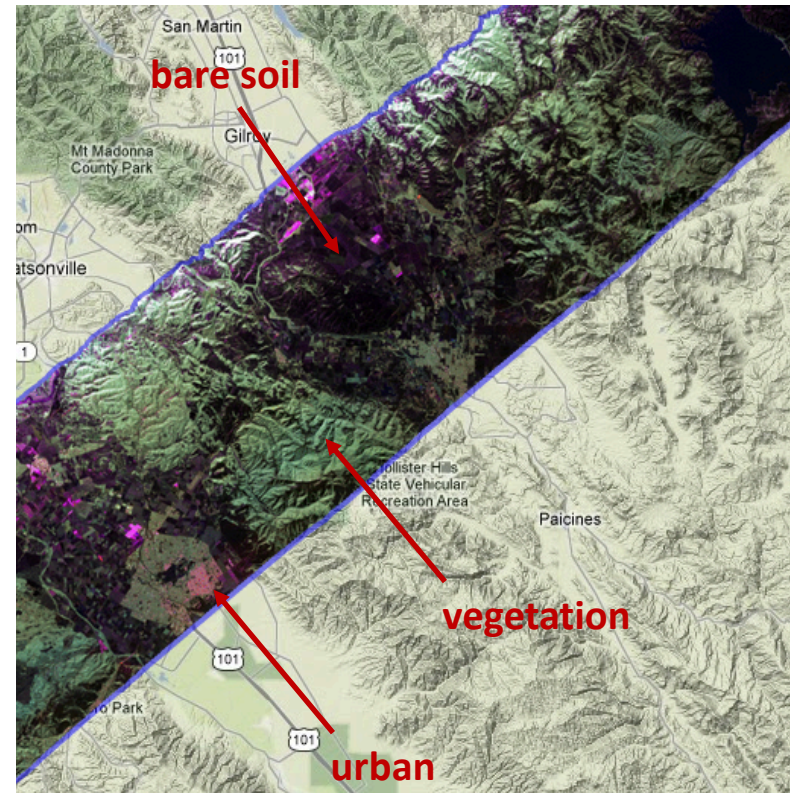 San Martin
101
bare soil
Gilroy
Mt Madonna
County Park
om
atsonville
1
ollister Hills
State Vehicular
Recreation Area
Paicines
vegetation
101
o Park
101
urban